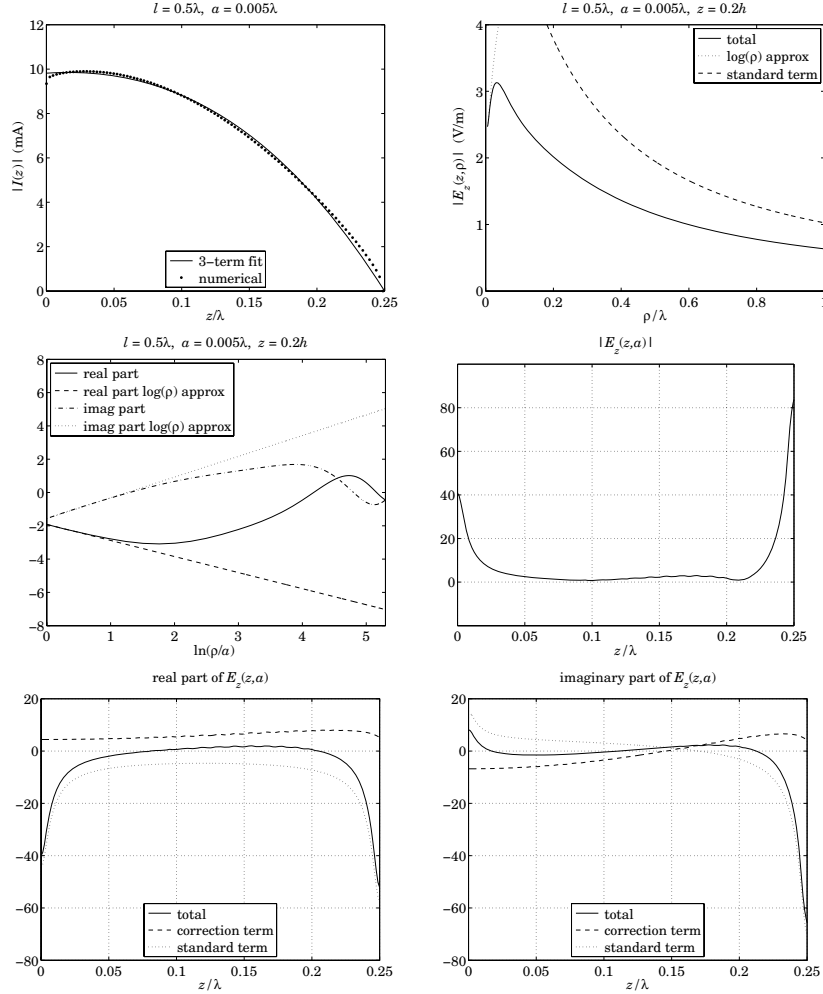 l = 0.5λ, a = 0.005λ
12
10
8
6
4
2
0
0 0.05 0.1 0.15 0.2 0.25
z/λ
|I(z)| (mA)
3−term fit
numerical
l = 0.5λ, a = 0.005λ, z = 0.2h
4
3
2
1
0
0 0.2 0.4 0.6 0.8 1
ρ/λ
|E_z(z,ρ)| (V/m)
total
log(ρ) approx
standard term
l = 0.5λ, a = 0.005λ, z = 0.2h
8
6
4
2
0
−2
−4
−6
−8
0 1 2 3 4 5
ln(ρ/a)
real part
real part log(ρ) approx
imag part
imag part log(ρ) approx
|E_z(z,a)|
80
60
40
20
0
0 0.05 0.1 0.15 0.2 0.25
z/λ
real part of E_z(z,a)
20
0
−20
−40
−60
−80
0 0.05 0.1 0.15 0.2 0.25
z/λ
total
correction term
standard term
imaginary part of E_z(z,a)
20
0
−20
−40
−60
−80
0 0.05 0.1 0.15 0.2 0.25
z/λ
total
correction term
standard term